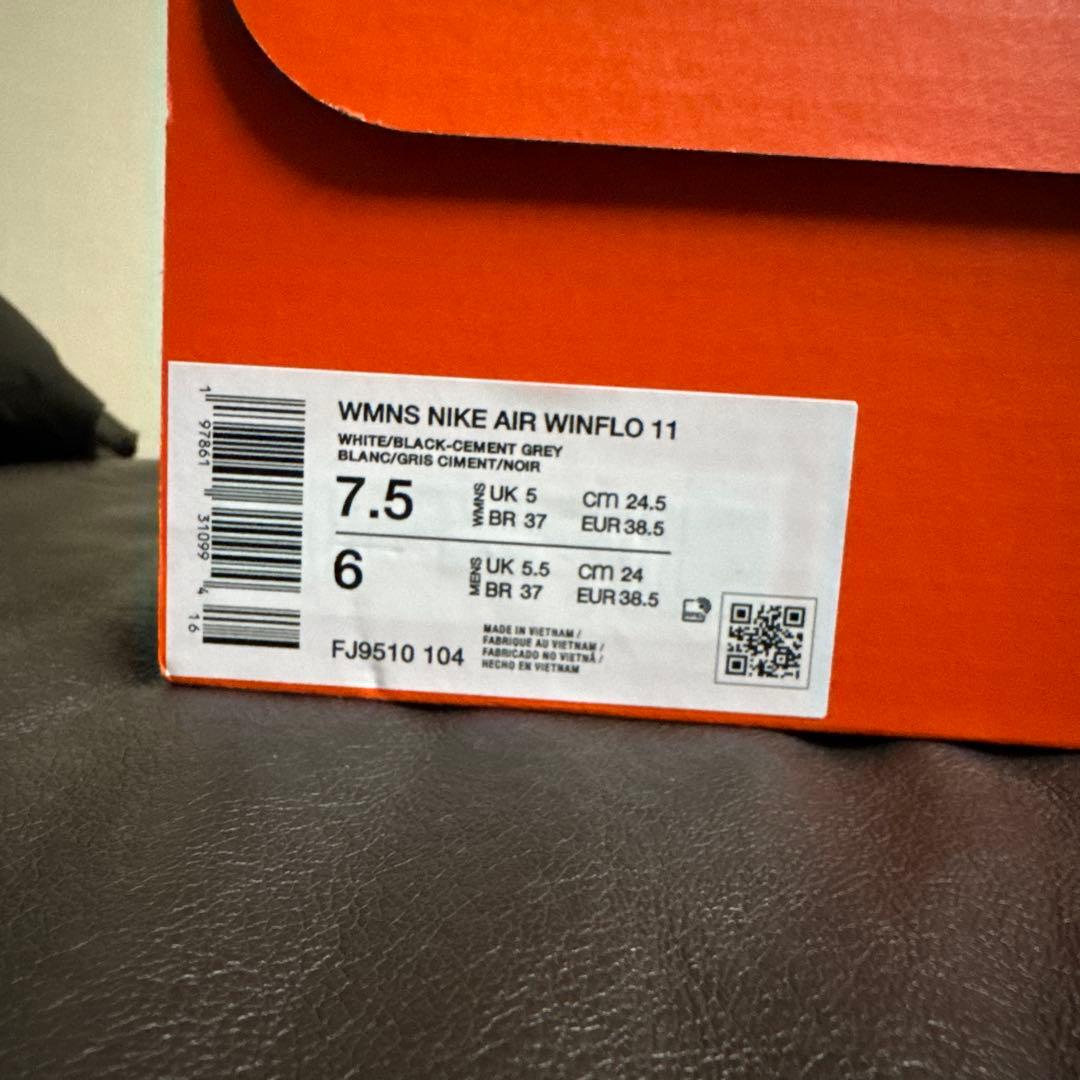 WMNS NIKE AIR WINFLO 11
WHITE/BLACK-CEMENT GREY
BLANC/GRIS CIMENT/NOIR
7.5 WMNS UK 5 cm 24.5
BR 37 EUR 38.5
6 MENS UK 5.5 cm 24
BR 37 EUR 38.5
FJ9510 104
MADE IN VIETNAM /
FABRIQUE AU VIETNAM /
FABRICADO NO VIETNÃ /
HECHO EN VIETNAM
1 97861 31099 4 16